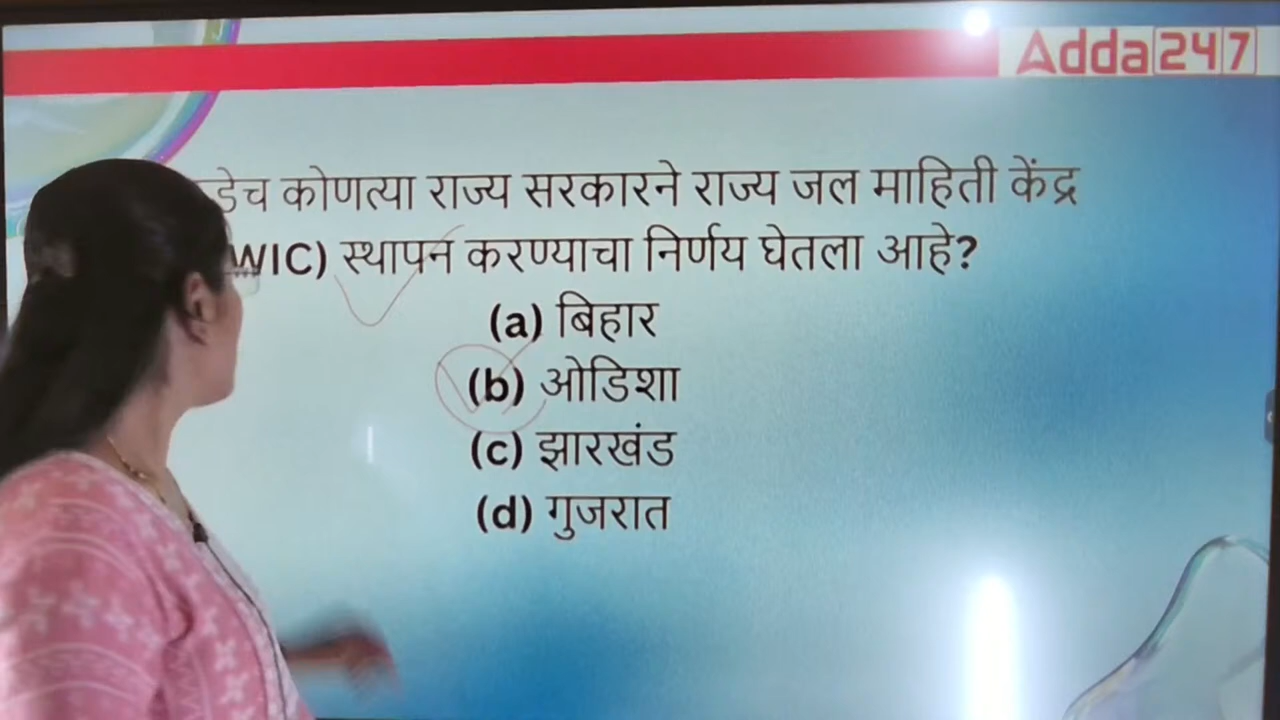 Adda247
कोणत्या राज्य सरकारने राज्य जल माहिती केंद्र
WIC) स्थापन करण्याचा निर्णय घेतला आहे?
(a) बिहार
(b) ओडिशा
(c) झारखंड
(d) गुजरात